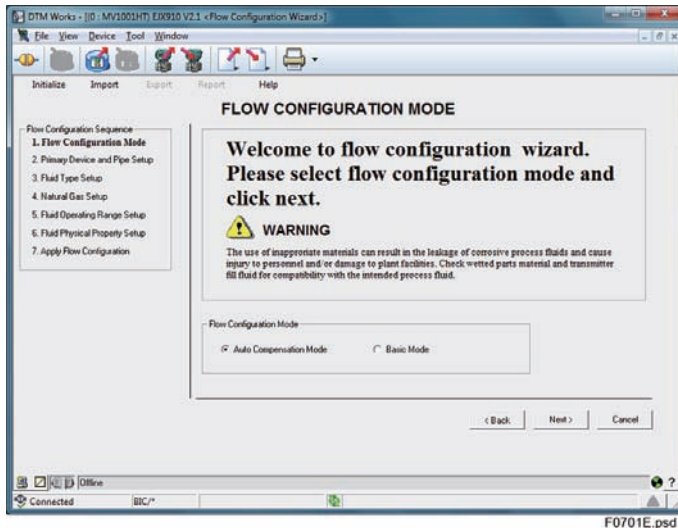 DTM Works - [(0 : MV1001HT) EJX910 V2.1 <Flow Configuration Wizard>]
File View Device Tool Window
Initialize Import Export Report Help
FLOW CONFIGURATION MODE
Flow Configuration Sequence
1. Flow Configuration Mode
2. Primary Device and Pipe Setup
3. Fluid Type Setup
4. Natural Gas Setup
5. Fluid Operating Range Setup
6. Fluid Physical Property Setup
7. Apply Flow Configuration
Welcome to flow configuration wizard.
Please select flow configuration mode and
click next.
WARNING
The use of inapproriate materials can result in the leakage of corrosive process fluids and cause
injury to personnel and/or damage to plant facilities. Check wetted parts material and transmitter
fill fluid for compatibility with the intended process fluid.
Flow Configuration Mode
Auto Compensation Mode Basic Mode
< Back Next > Cancel
Offline
?
Connected BIC/*
F0701E.psd